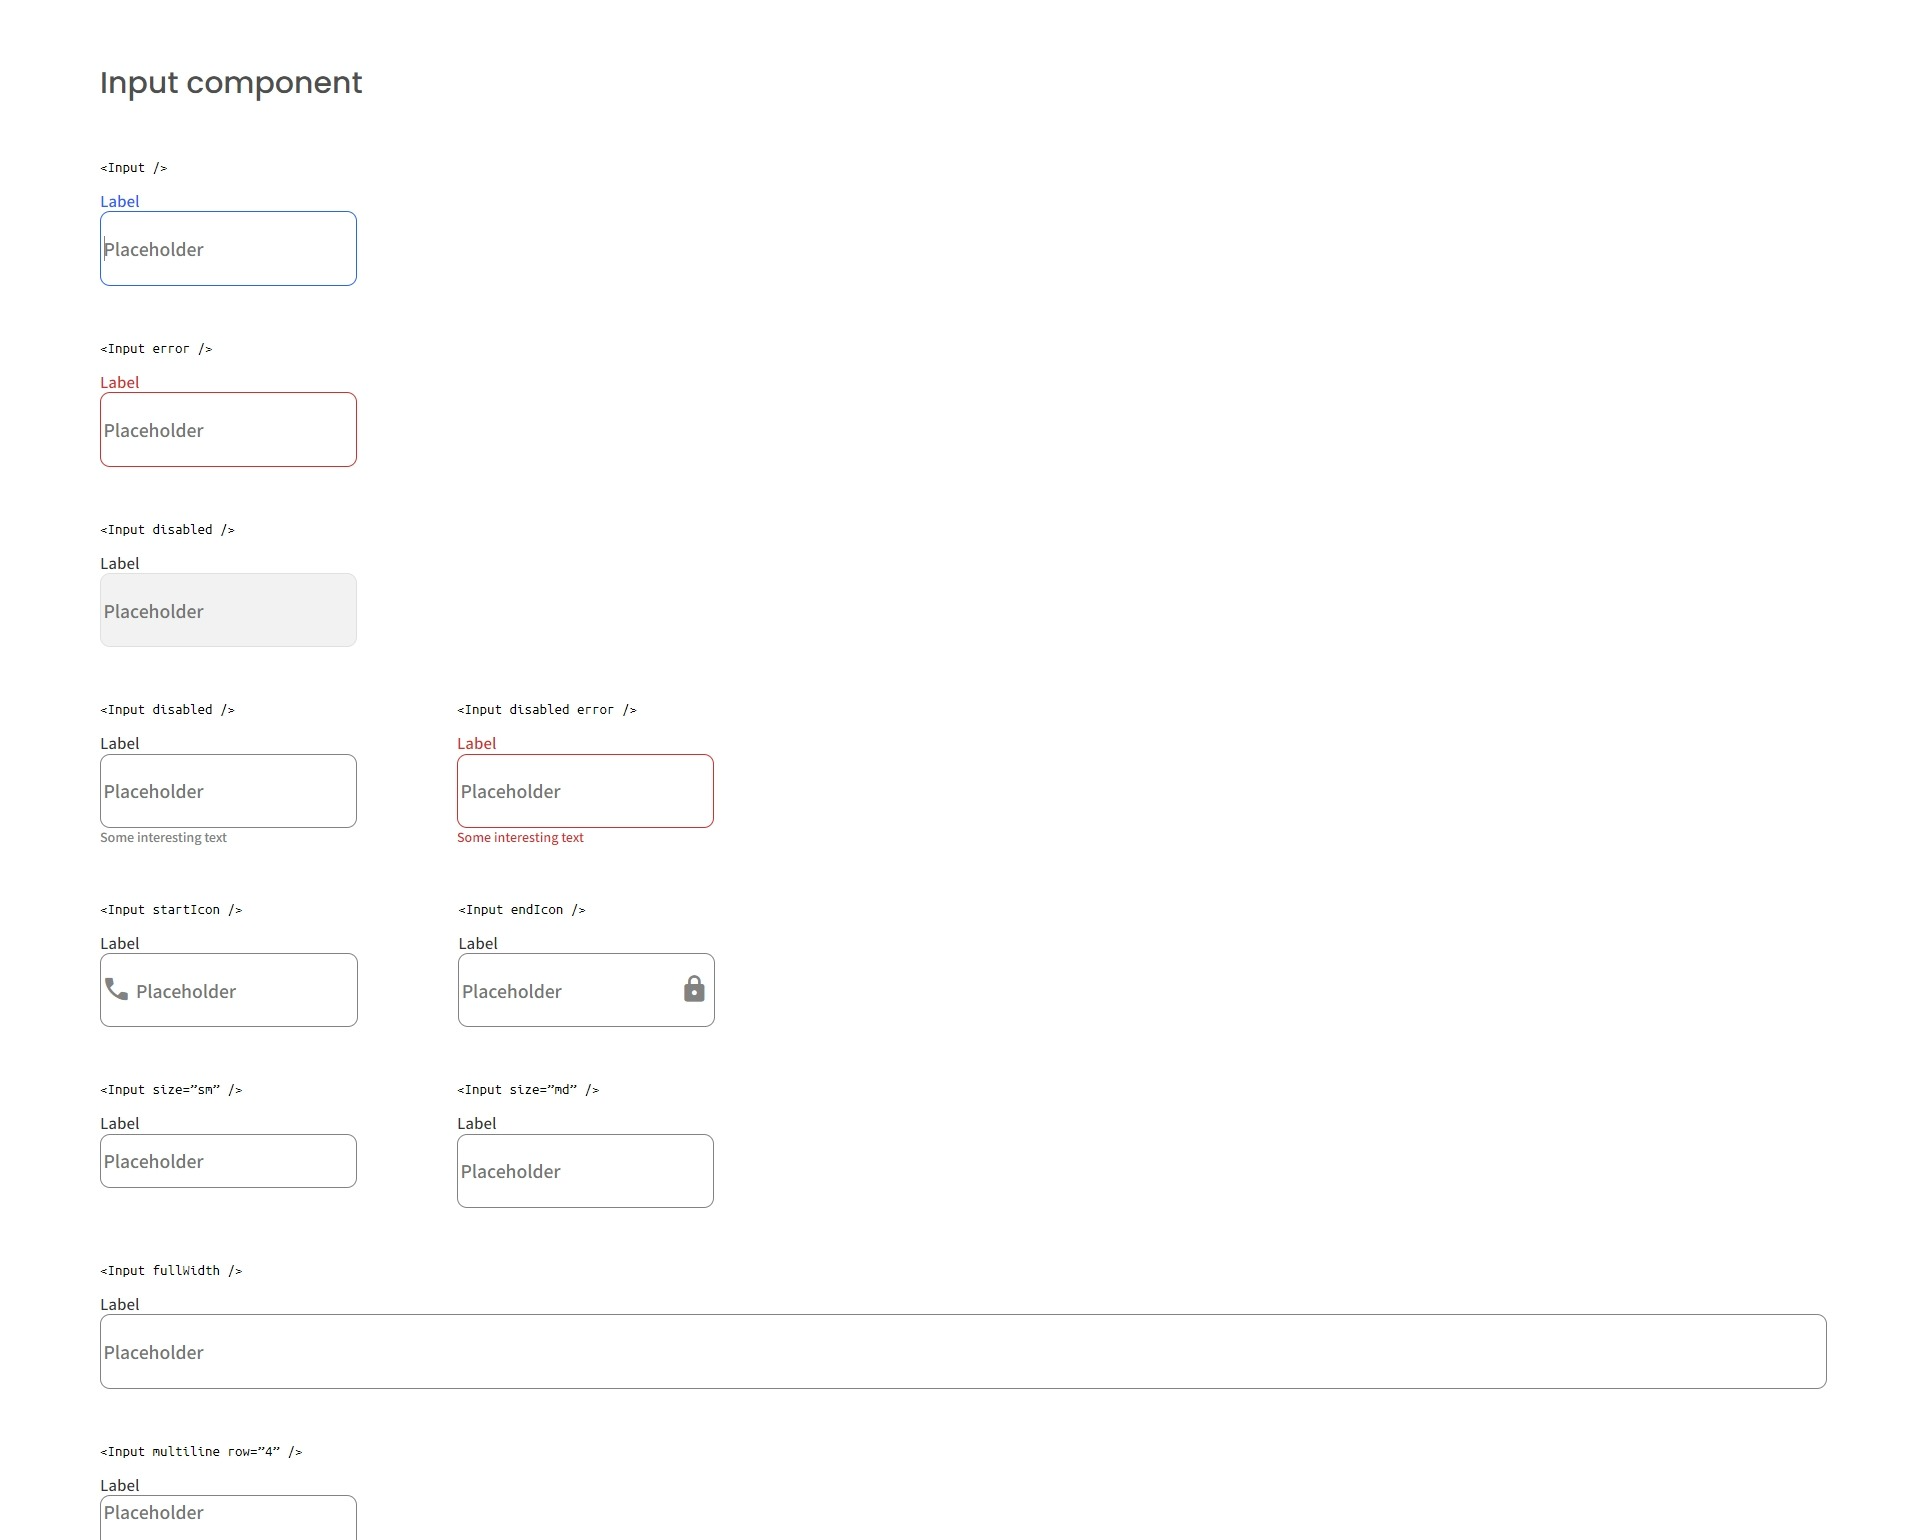 Input component
<Input />
Label
Placeholder
<Input error />
Label
Placeholder
<Input disabled />
Label
Placeholder
<Input disabled />
<Input disabled error />
Label
Label
Placeholder
Placeholder
Some interesting text
Some interesting text
<Input startIcon />
<Input endIcon />
Label
Label
Placeholder
Placeholder
<Input size=”sm” />
<Input size=”md” />
Label
Label
Placeholder
Placeholder
<Input fullWidth />
Label
Placeholder
<Input multiline row=”4” />
Label
Placeholder